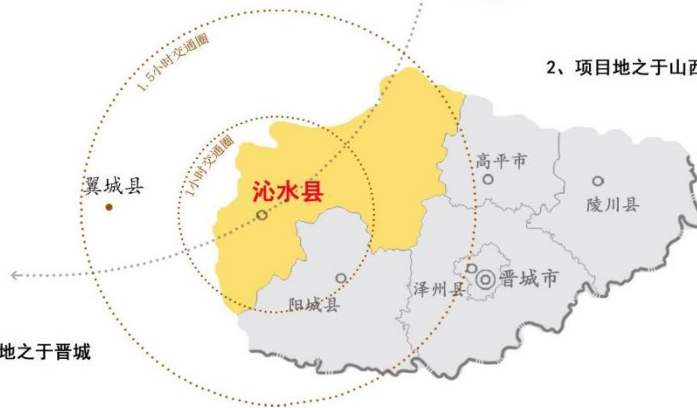 1.5小时交通圈
2、项目地之于山西
1小时交通圈
高平市
翼城县
沁水县
陵川县
泽州县
晋城市
阳城县
地之于晋城